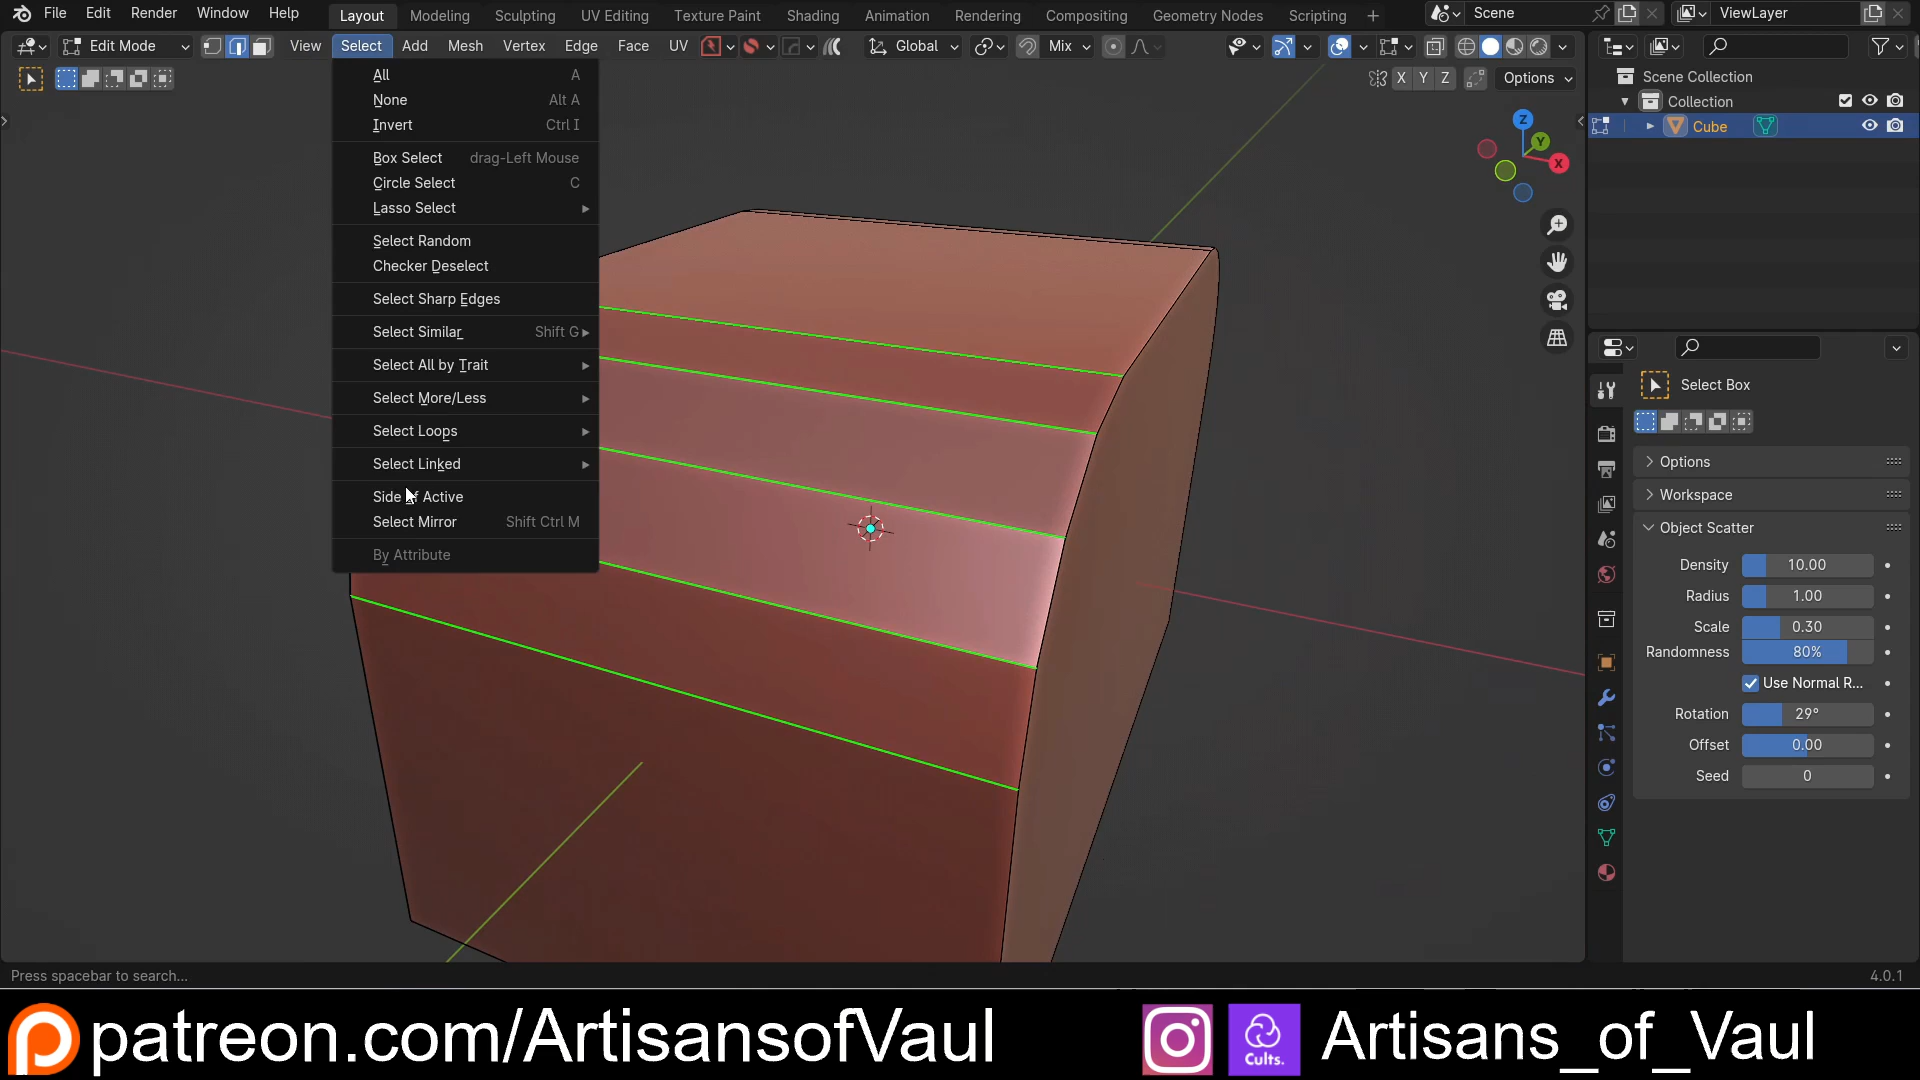 File Edit Render Window Help Layout Modeling Sculpting UV Editing Texture Paint Shading Animation Rendering Compositing Geometry Nodes Scripting + Scene ViewLayer
Edit Mode View Select Add Mesh Vertex Edge Face UV Global Mix
X Y Z Options
All A
None Alt A
Invert Ctrl I
Box Select drag-Left Mouse
Circle Select C
Lasso Select
Select Random
Checker Deselect
Select Sharp Edges
Select Similar Shift G
Select All by Trait
Select More/Less
Select Loops
Select Linked
Side of Active
Select Mirror Shift Ctrl M
By Attribute
Z
Y
X
Scene Collection
Collection
Cube
Select Box
Options
Workspace
Object Scatter
Density 10.00
Radius 1.00
Scale 0.30
Randomness 80%
Use Normal R...
Rotation 29°
Offset 0.00
Seed 0
Press spacebar to search... 4.0.1
patreon.com/ArtisansofVaul Cults. Artisans_of_Vaul